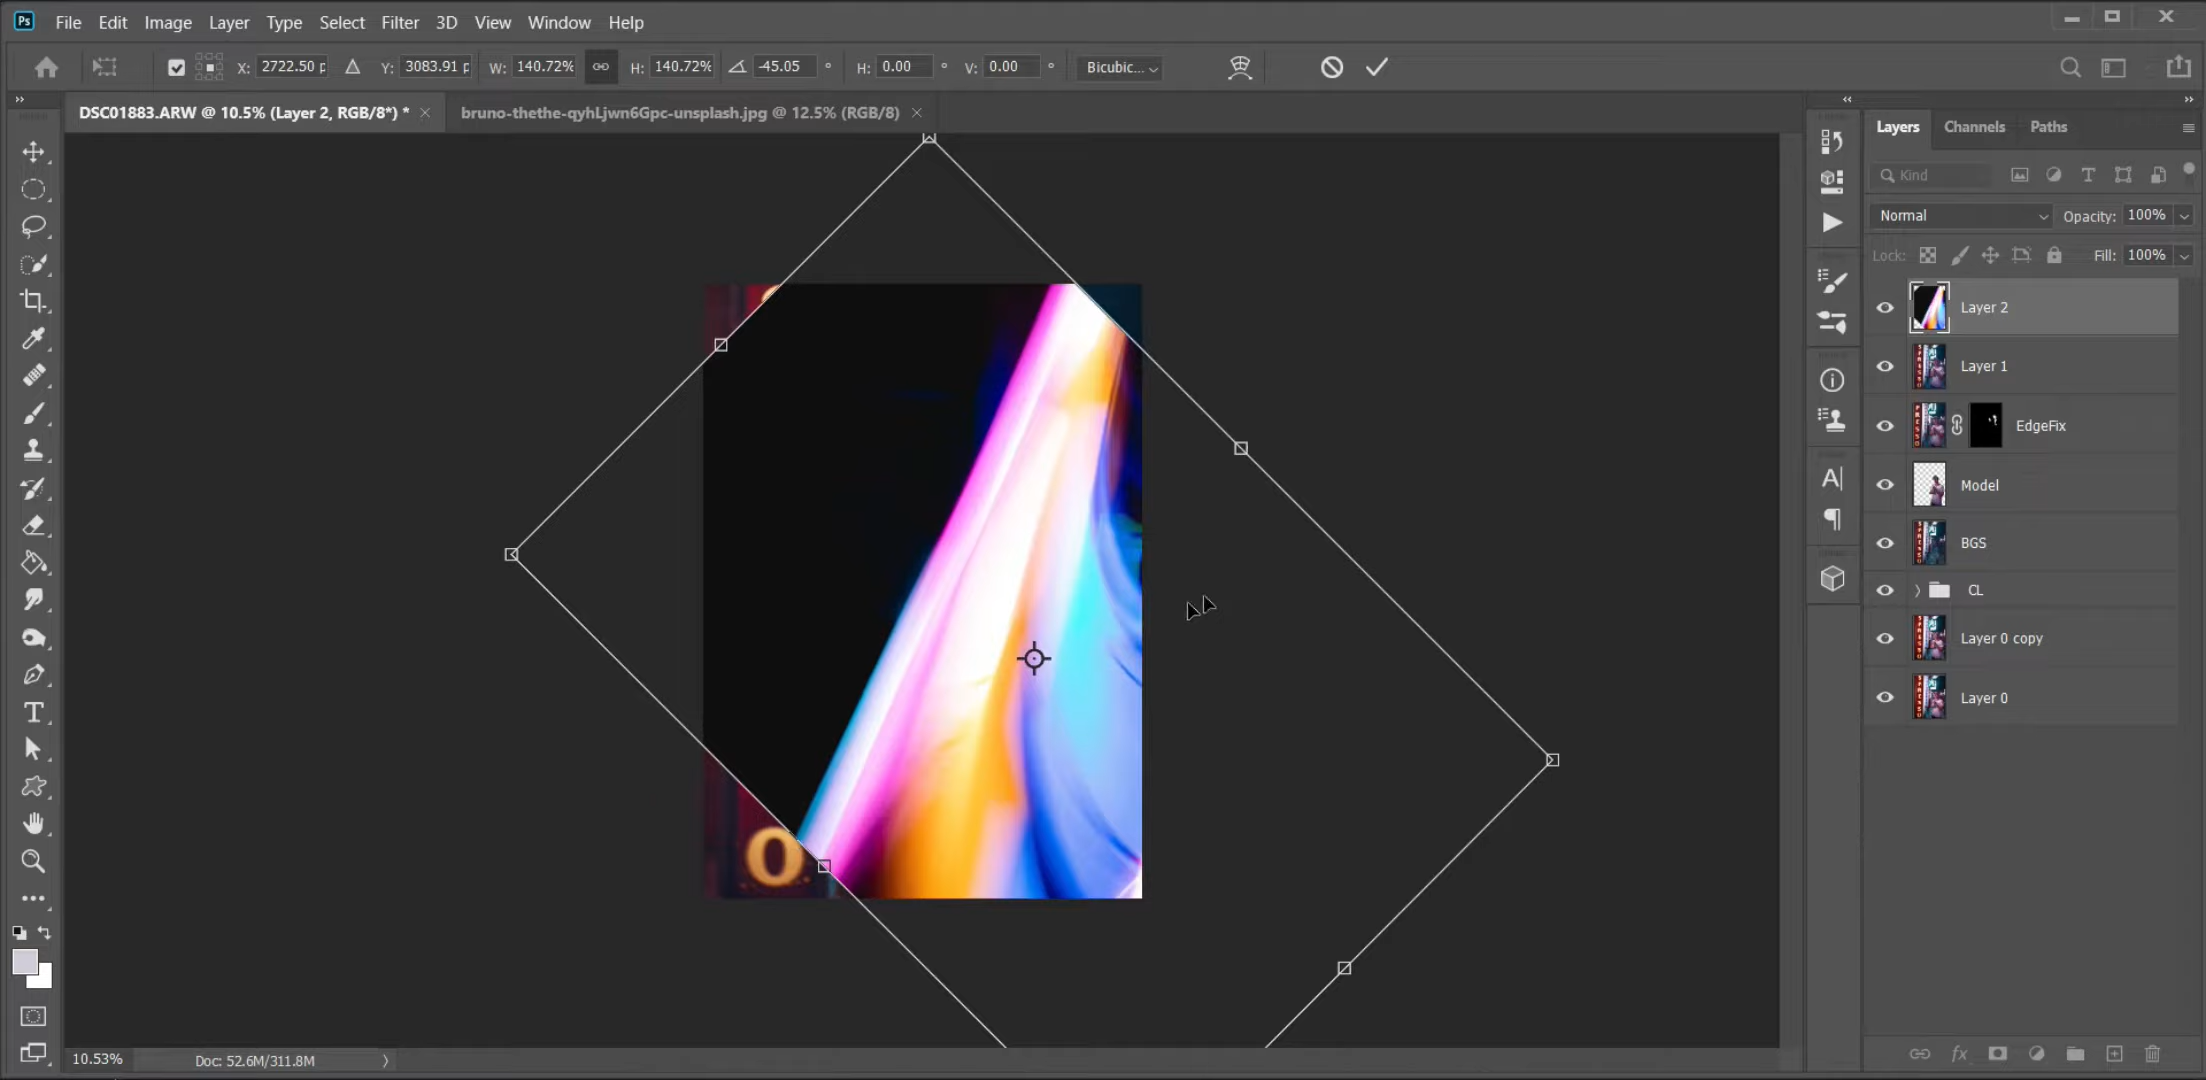 Ps File Edit Image Layer Type Select Filter 3D View Window Help
X: 2722.50 p Y: 3083.91 p W: 140.72% H: 140.72% -45.05 ° H: 0.00 ° V: 0.00 ° Bicubic...
DSC01883.ARW @ 10.5% (Layer 2, RGB/8*) * bruno-thethe-qyhLjwn6Gpc-unsplash.jpg @ 12.5% (RGB/8)
Layers Channels Paths
Kind
Normal Opacity: 100%
Lock: Fill: 100%
Layer 2
Layer 1
EdgeFix
Model
BGS
CL
Layer 0 copy
Layer 0
O
10.53% Doc: 52.6M/311.8M